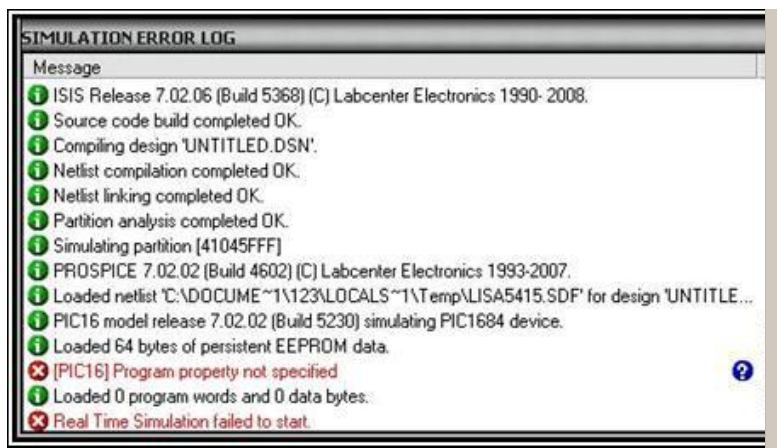 SIMULATION ERROR LOG
Message
ISIS Release 7.02.06 (Build 5368) (C) Labcenter Electronics 1990- 2008.
Source code build completed OK.
Compiling design 'UNTITLED.DSN'.
Netlist compilation completed OK.
Netlist linking completed OK.
Partition analysis completed OK.
Simulating partition [41045FFF]
PROSPICE 7.02.02 (Build 4602) (C) Labcenter Electronics 1993-2007.
Loaded netlist 'C:\DOCUME~1\123\LOCALS~1\Temp\LISA5415.SDF' for design 'UNTITLE...
PIC16 model release 7.02.02 (Build 5230) simulating PIC1684 device.
Loaded 64 bytes of persistent EEPROM data.
[PIC16] Program property not specified
Loaded 0 program words and 0 data bytes.
Real Time Simulation failed to start.